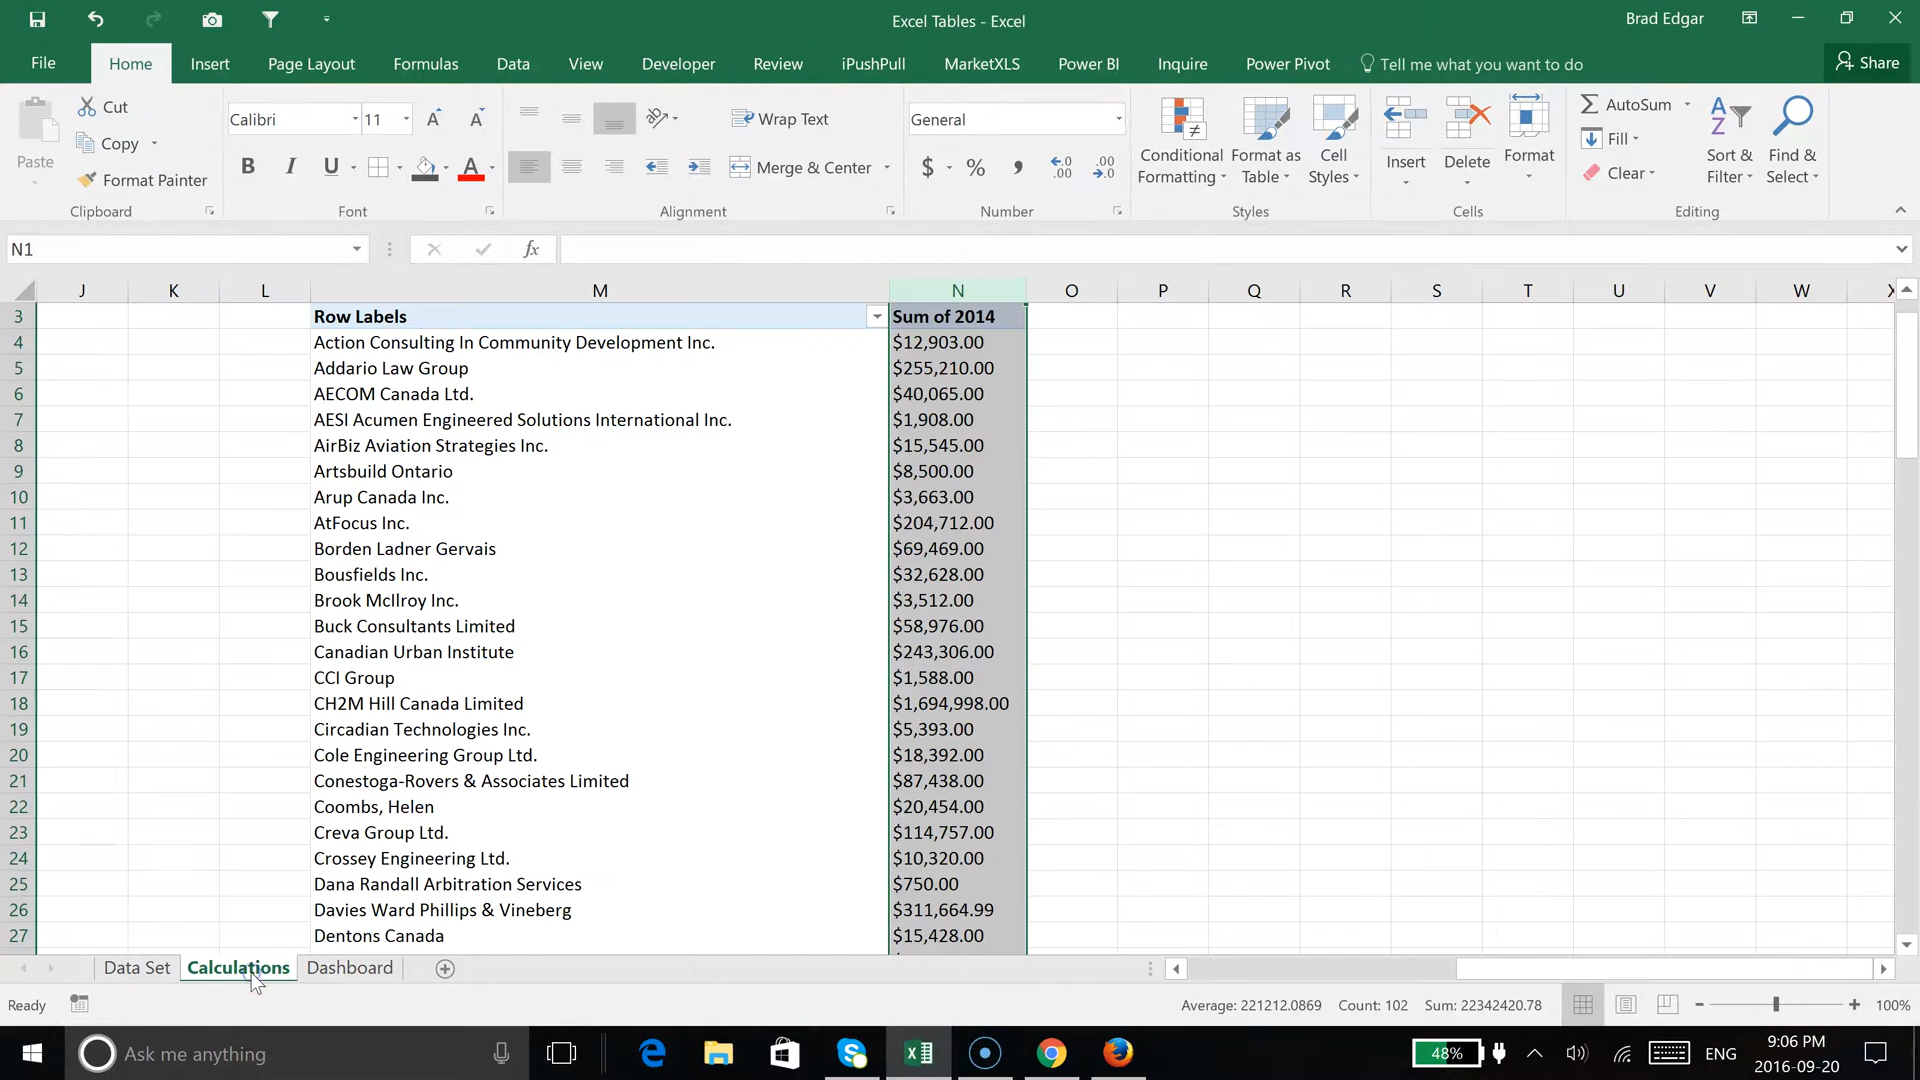 Excel Tables - Excel
Brad Edgar
File Home Insert Page Layout Formulas Data View Developer Review iPushPull MarketXLS Power BI Inquire Power Pivot Tell me what you want to do Share
Paste
Cut
Copy
Format Painter
Clipboard
Calibri 11
B I U A
Font
Wrap Text
Merge & Center
Alignment
General
$ % , .0 .00
Number
Conditional Formatting
Format as Table
Cell Styles
Styles
Insert Delete Format
Cells
AutoSum
Fill
Clear
Sort & Filter
Find & Select
Editing
N1 fx
J K L M N O P Q R S T U V W X
3 Row Labels Sum of 2014
4 Action Consulting In Community Development Inc. $12,903.00
5 Addario Law Group $255,210.00
6 AECOM Canada Ltd. $40,065.00
7 AESI Acumen Engineered Solutions International Inc. $1,908.00
8 AirBiz Aviation Strategies Inc. $15,545.00
9 Artsbuild Ontario $8,500.00
10 Arup Canada Inc. $3,663.00
11 AtFocus Inc. $204,712.00
12 Borden Ladner Gervais $69,469.00
13 Bousfields Inc. $32,628.00
14 Brook McIlroy Inc. $3,512.00
15 Buck Consultants Limited $58,976.00
16 Canadian Urban Institute $243,306.00
17 CCI Group $1,588.00
18 CH2M Hill Canada Limited $1,694,998.00
19 Circadian Technologies Inc. $5,393.00
20 Cole Engineering Group Ltd. $18,392.00
21 Conestoga-Rovers & Associates Limited $87,438.00
22 Coombs, Helen $20,454.00
23 Creva Group Ltd. $114,757.00
24 Crossey Engineering Ltd. $10,320.00
25 Dana Randall Arbitration Services $750.00
26 Davies Ward Phillips & Vineberg $311,664.99
27 Dentons Canada $15,428.00
Data Set Calculations Dashboard
Ready Average: 221212.0869 Count: 102 Sum: 22342420.78 100%
Ask me anything 48% ENG 9:06 PM
2016-09-20